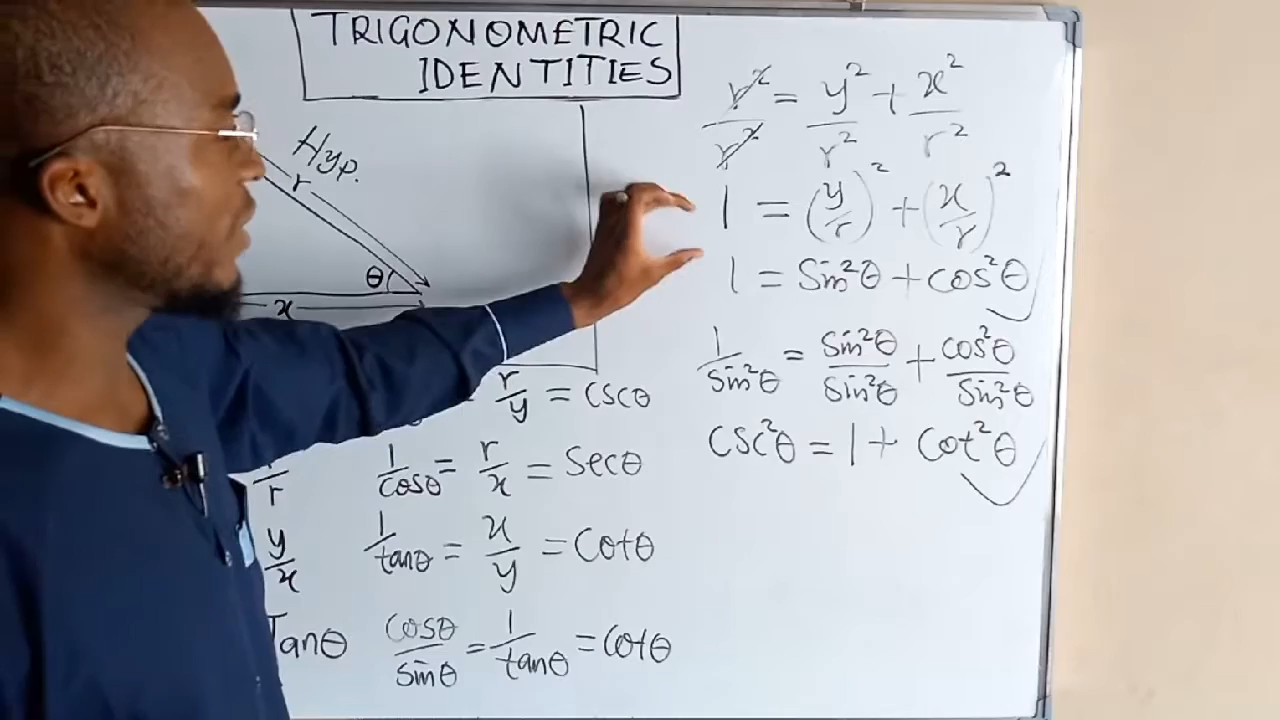 TRIGONOMETRIC
IDENTITIES
Hyp.
r
θ
x
r/y = cscθ
1/cosθ = r/x = Secθ
1/tanθ = x/y = Cotθ
cosθ/sinθ = 1/tanθ = Cotθ
r
y/x
Tanθ
r²/r² = y²/r² + x²/r²
1 = (y/r)² + (x/r)²
1 = Sin²θ + cos²θ
1/sin²θ = sin²θ/sin²θ + cos²θ/sin²θ
csc²θ = 1 + Cot²θ